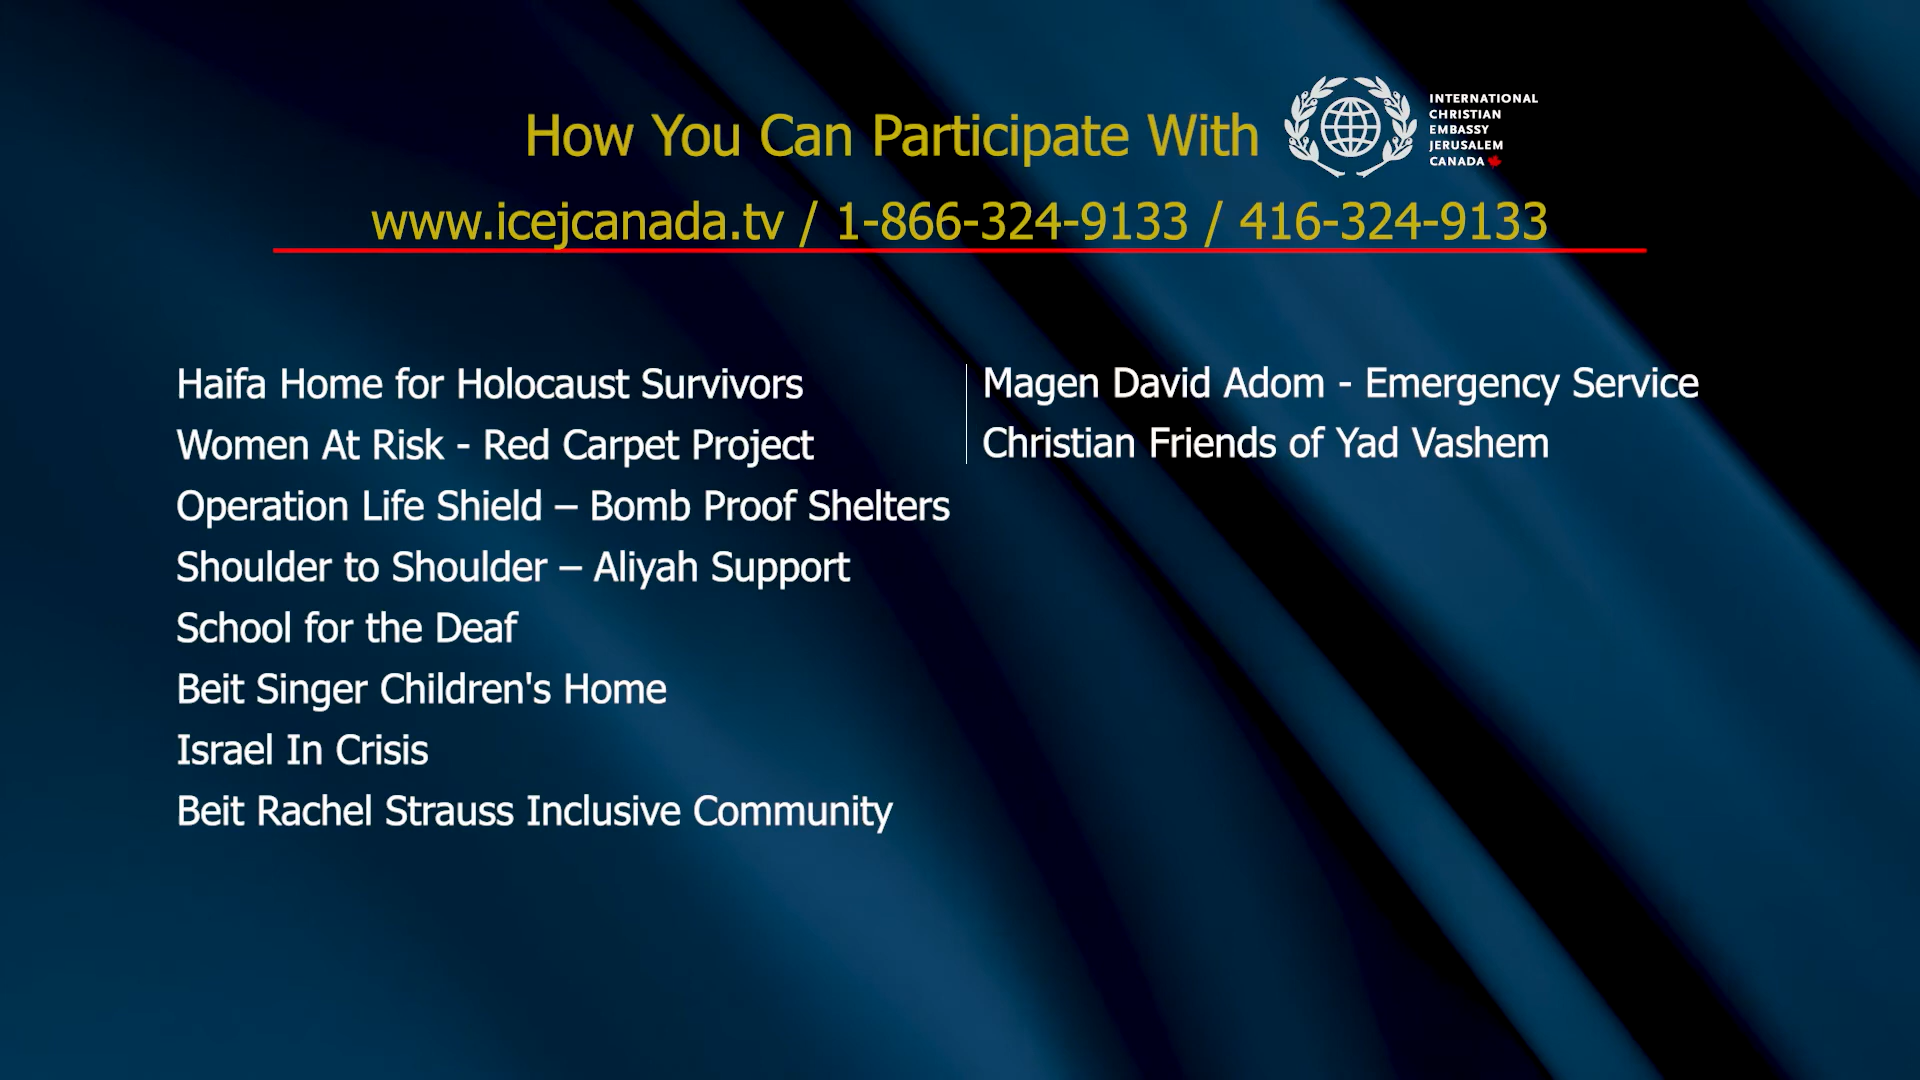 How You Can Participate With
INTERNATIONAL
CHRISTIAN
EMBASSY
JERUSALEM
CANADA
www.icejcanada.tv / 1-866-324-9133 / 416-324-9133
Haifa Home for Holocaust Survivors
Women At Risk - Red Carpet Project
Operation Life Shield – Bomb Proof Shelters
Shoulder to Shoulder – Aliyah Support
School for the Deaf
Beit Singer Children's Home
Israel In Crisis
Beit Rachel Strauss Inclusive Community
Magen David Adom - Emergency Service
Christian Friends of Yad Vashem